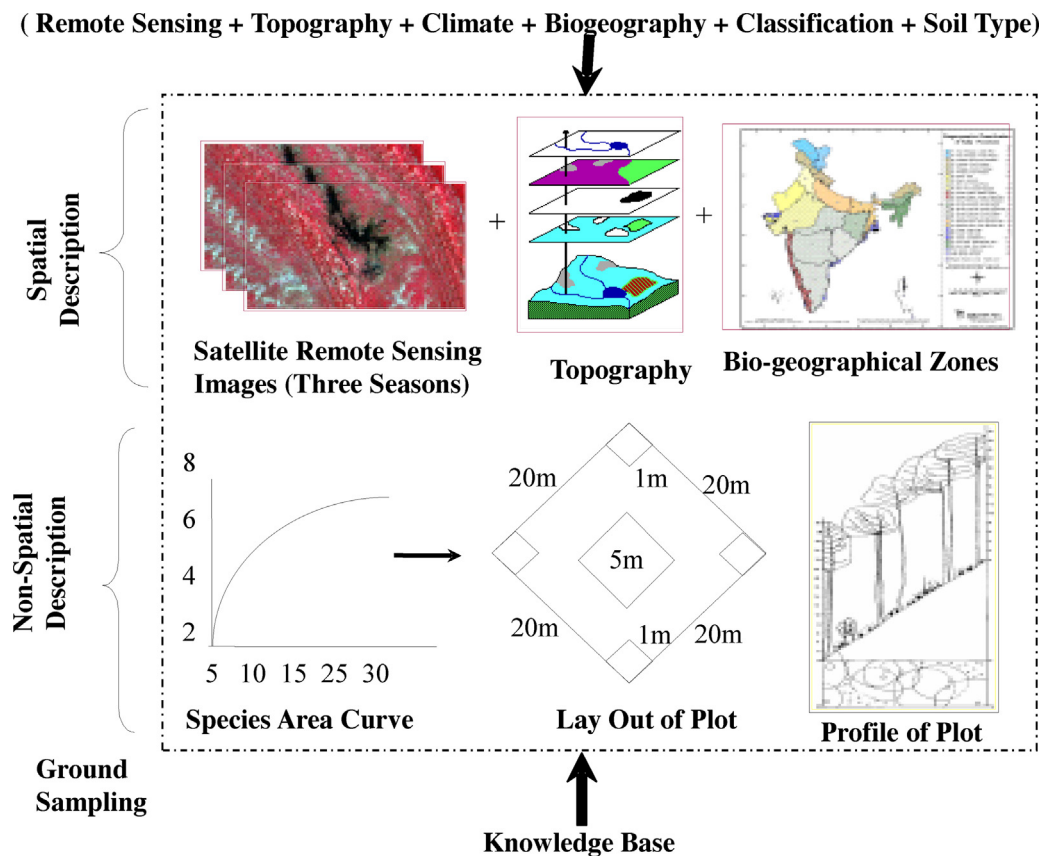 ( Remote Sensing + Topography + Climate + Biogeography + Classification + Soil Type)
Spatial
Description
+
+
Satellite Remote Sensing
Images (Three Seasons)
Topography
Bio-geographical Zones
Non-Spatial
Description
8
6
4
2
5 10 15 25 30
Species Area Curve
20m
1m
20m
5m
20m
1m
20m
Lay Out of Plot
Profile of Plot
Ground
Sampling
Knowledge Base